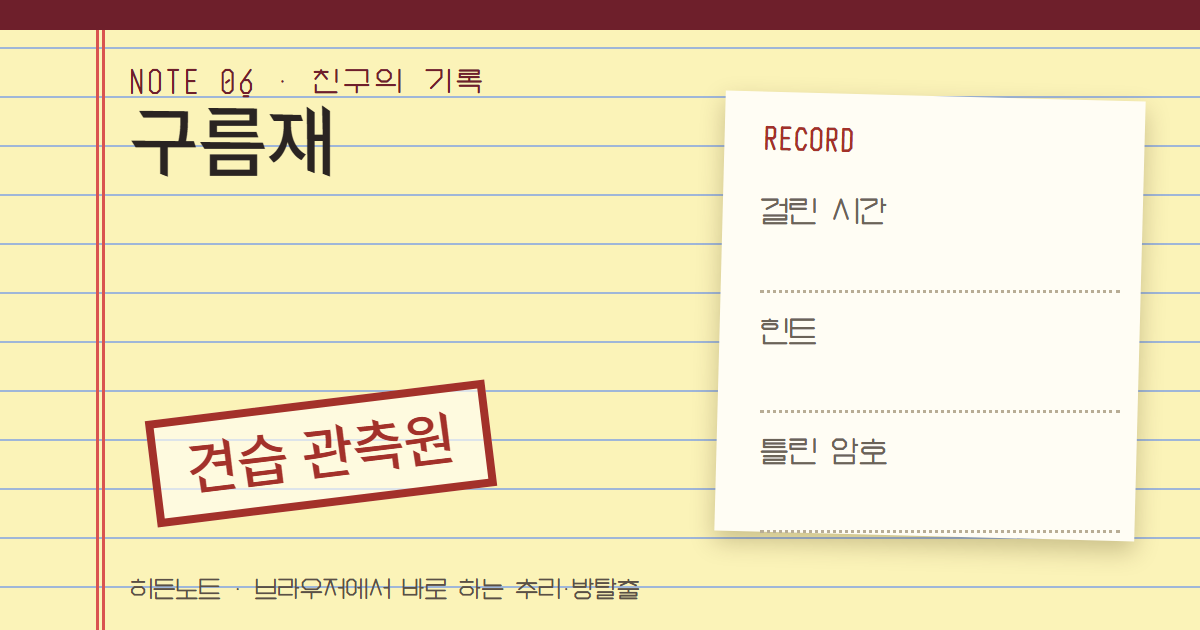 NOTE 06 · 친구의 기록
구름재
견습 관측원
히든노트 · 브라우저에서 바로 하는 추리·방탈출
RECORD
걸린 시간
힌트
틀린 암호